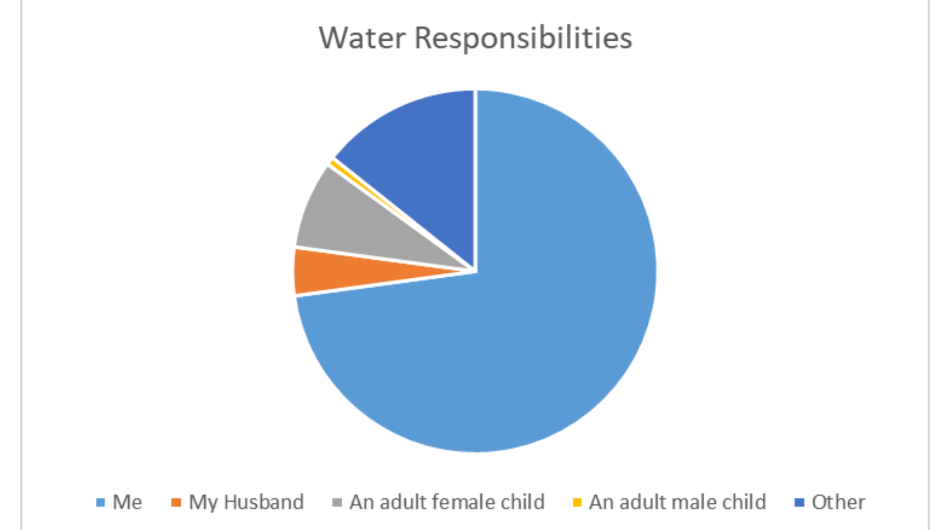 Water Responsibilities
Me My Husband An adult female child An adult male child Other